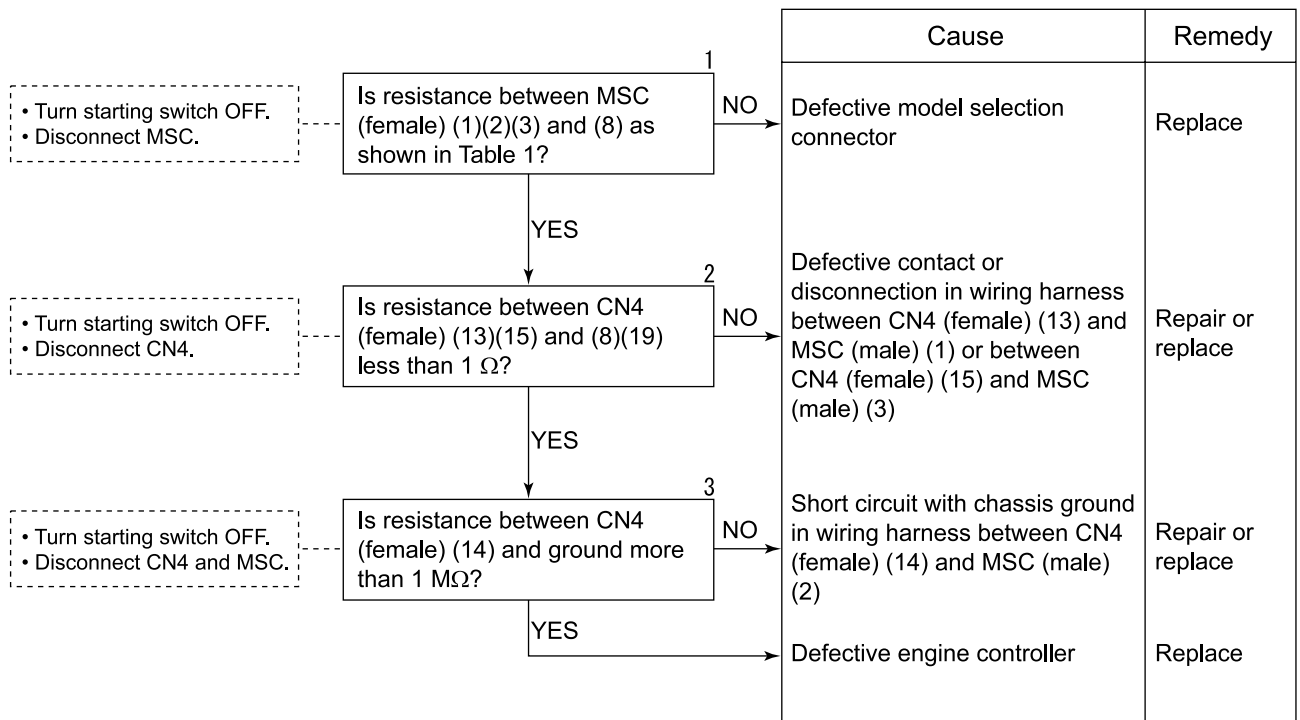 Cause
Remedy
• Turn starting switch OFF.
• Disconnect MSC.
1
Is resistance between MSC
(female) (1)(2)(3) and (8) as
shown in Table 1?
NO
Defective model selection
connector
Replace
YES
• Turn starting switch OFF.
• Disconnect CN4.
2
Is resistance between CN4
(female) (13)(15) and (8)(19)
less than 1 Ω?
NO
Defective contact or
disconnection in wiring harness
between CN4 (female) (13) and
MSC (male) (1) or between
CN4 (female) (15) and MSC
(male) (3)
Repair or
replace
YES
• Turn starting switch OFF.
• Disconnect CN4 and MSC.
3
Is resistance between CN4
(female) (14) and ground more
than 1 MΩ?
NO
Short circuit with chassis ground
in wiring harness between CN4
(female) (14) and MSC (male)
(2)
Repair or
replace
YES
Defective engine controller
Replace